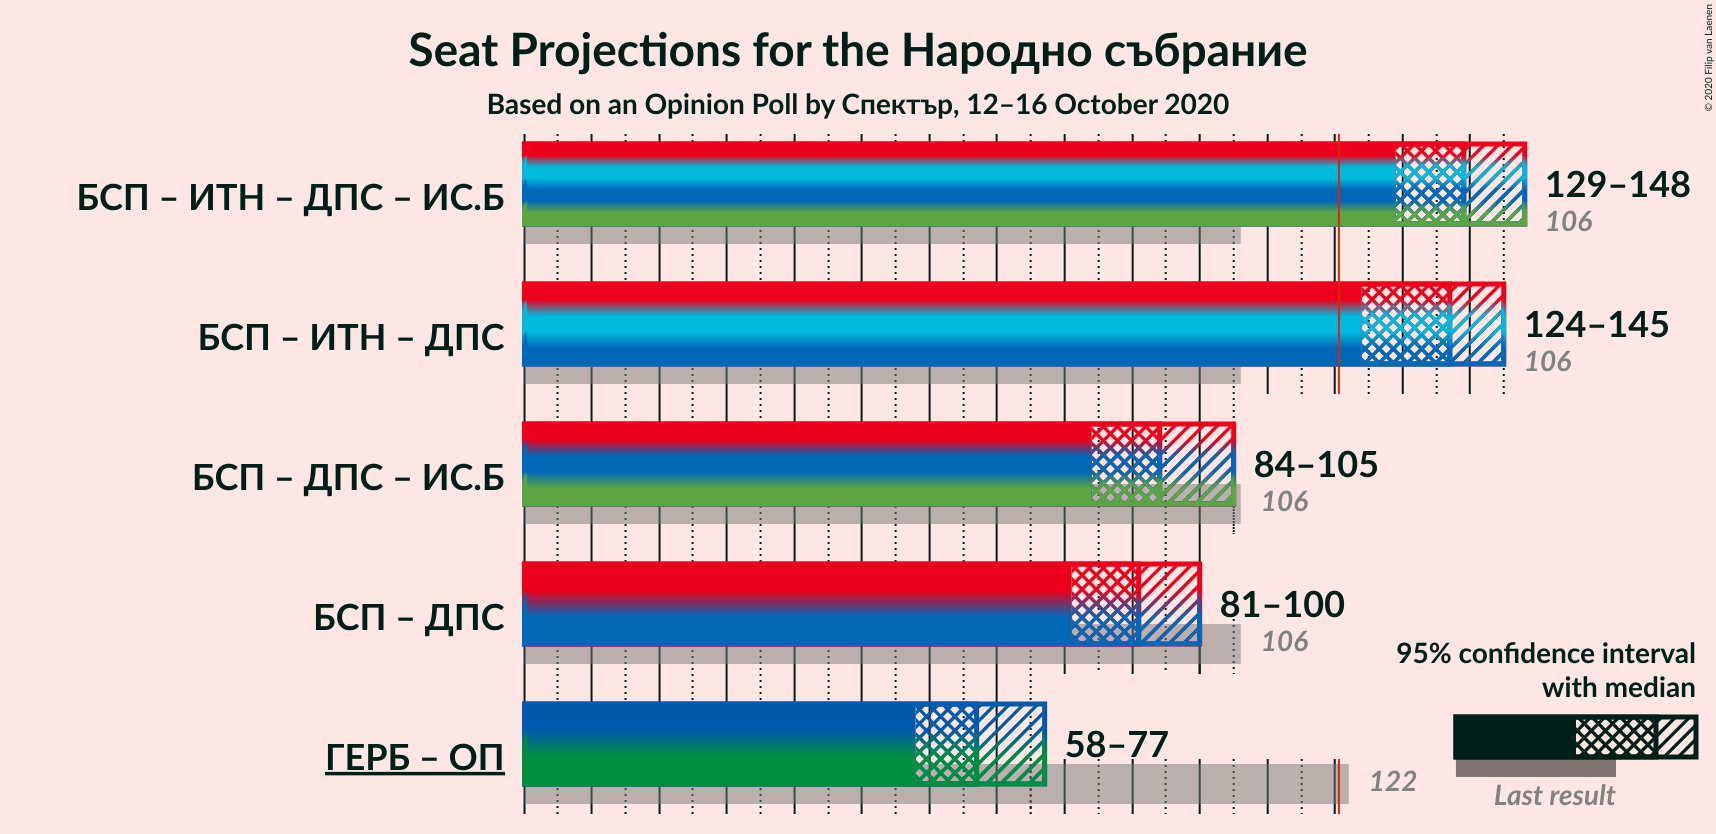 Seat Projections for the Народно събрание
Based on an Opinion Poll by Спектър, 12–16 October 2020
© 2020 Filip van Laenen
БСП – ИТН – ДПС – ИС.Б
129–148
106
БСП – ИТН – ДПС
124–145
106
БСП – ДПС – ИС.Б
84–105
106
БСП – ДПС
81–100
106
ГЕРБ – ОП
58–77
122
95% confidence interval
with median
Last result